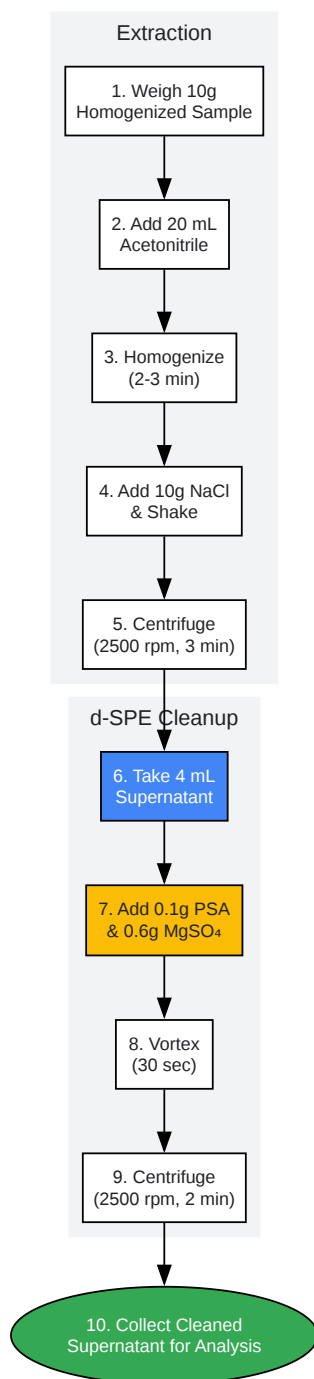 Extraction
1. Weigh 10g
Homogenized Sample
2. Add 20 mL
Acetonitrile
3. Homogenize
(2-3 min)
4. Add 10g NaCl
& Shake
5. Centrifuge
(2500 rpm, 3 min)
d-SPE Cleanup
6. Take 4 mL
Supernatant
7. Add 0.1g PSA
& 0.6g MgSO₄
8. Vortex
(30 sec)
9. Centrifuge
(2500 rpm, 2 min)
10. Collect Cleaned
Supernatant for Analysis